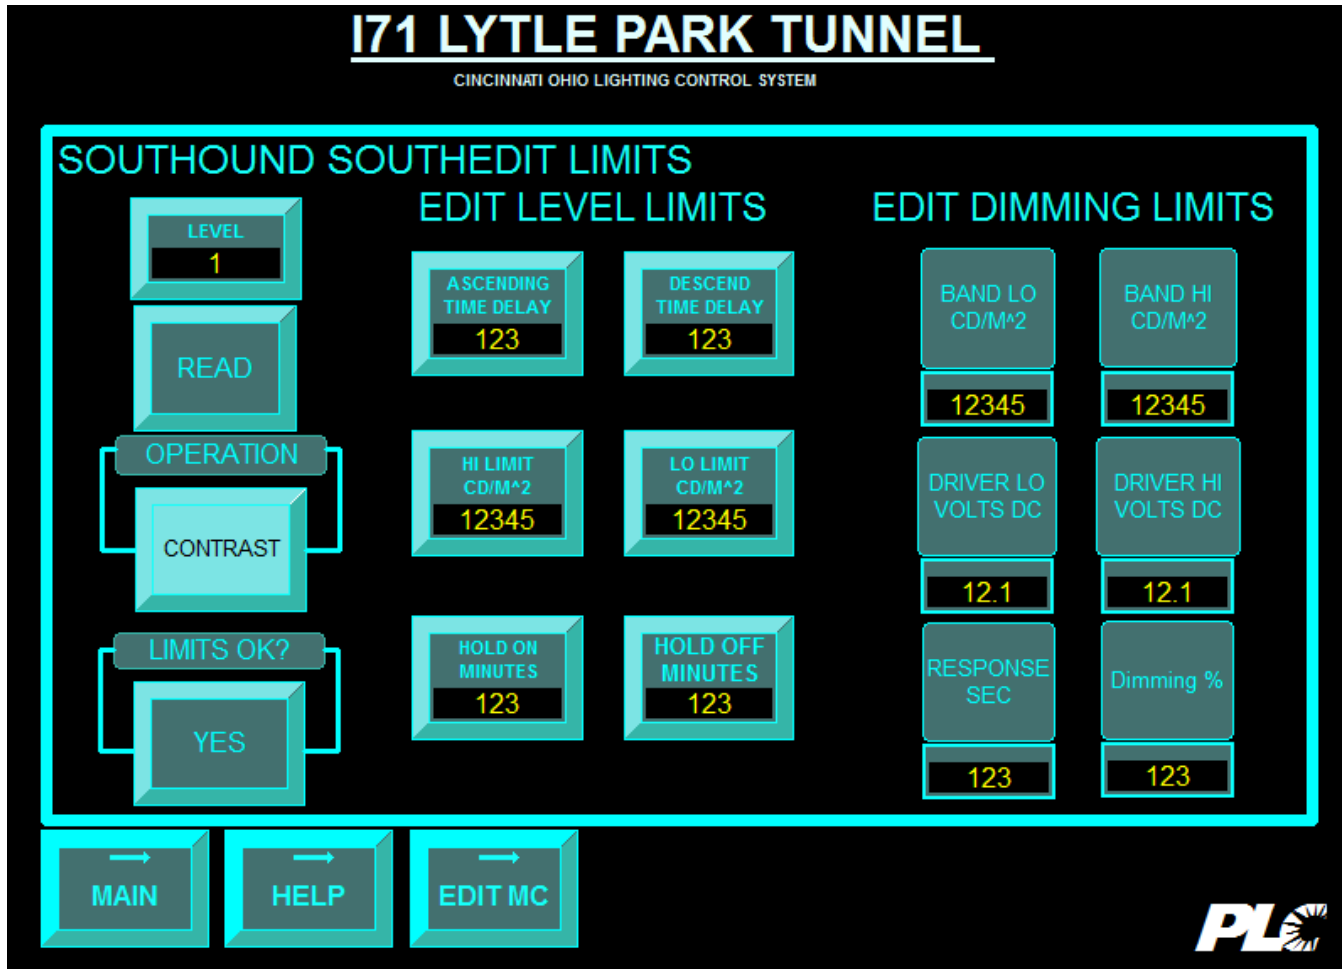 I71 LYTLE PARK TUNNEL
CINCINNATI OHIO LIGHTING CONTROL SYSTEM
SOUTHOUND SOUTHEDIT LIMITS
EDIT LEVEL LIMITS
EDIT DIMMING LIMITS
LEVEL
1
READ
OPERATION
CONTRAST
LIMITS OK?
YES
ASCENDING
TIME DELAY
123
DESCEND
TIME DELAY
123
HI LIMIT
CD/M^2
12345
LO LIMIT
CD/M^2
12345
HOLD ON
MINUTES
123
HOLD OFF
MINUTES
123
BAND LO
CD/M^2
12345
BAND HI
CD/M^2
12345
DRIVER LO
VOLTS DC
12.1
DRIVER HI
VOLTS DC
12.1
RESPONSE
SEC
123
Dimming %
123
MAIN
HELP
EDIT MC
PLC